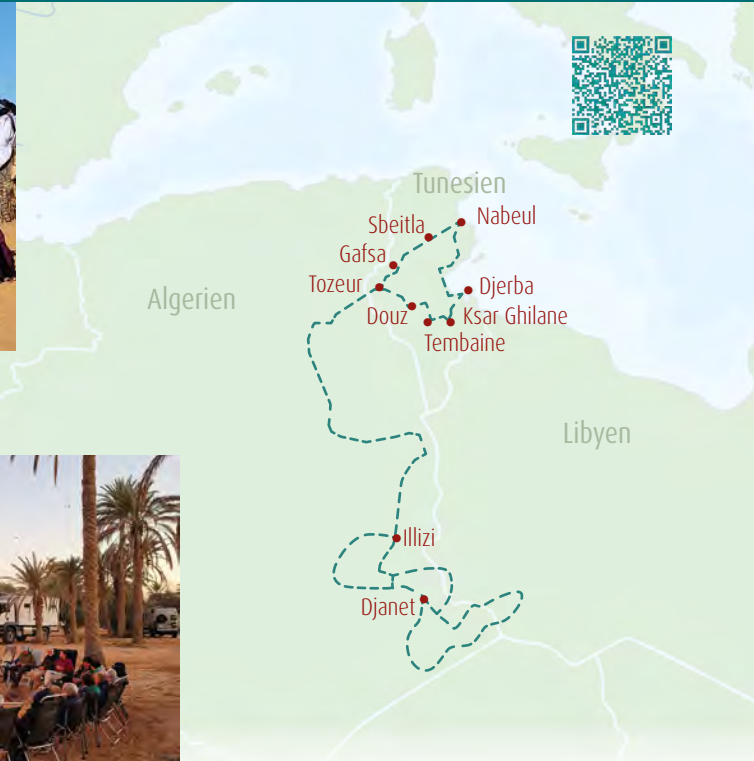 Tunesien
Sbeitla
Nabeul
Gafsa
Tozeur
Djerba
Algerien
Douz
Ksar Ghilane
Tembaine
Libyen
Illizi
Djanet